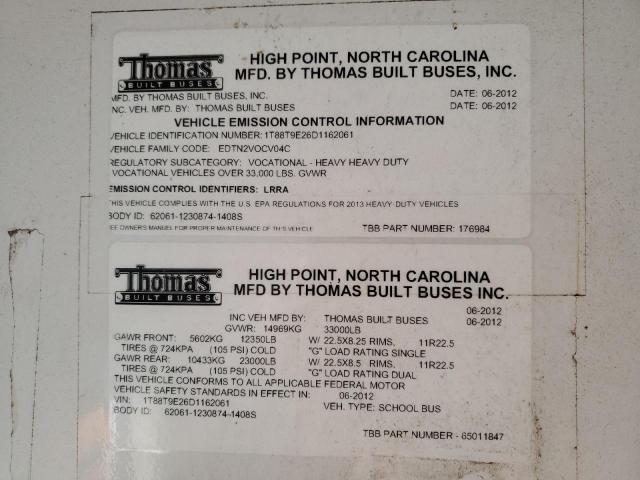 Thomas
BUILT BUSES
HIGH POINT, NORTH CAROLINA
MFD. BY THOMAS BUILT BUSES, INC.
MFD. BY THOMAS BUILT BUSES, INC. DATE: 06-2012
INC. VEH. MFD. BY: THOMAS BUILT BUSES DATE: 06-2012
VEHICLE EMISSION CONTROL INFORMATION
VEHICLE IDENTIFICATION NUMBER: 1T88T9E26D1162061
VEHICLE FAMILY CODE: EDTN2VOCV04C
REGULATORY SUBCATEGORY: VOCATIONAL - HEAVY HEAVY DUTY
VOCATIONAL VEHICLES OVER 33,000 LBS. GVWR
EMISSION CONTROL IDENTIFIERS: LRRA
THIS VEHICLE COMPLIES WITH THE U.S. EPA REGULATIONS FOR 2013 HEAVY-DUTY VEHICLES
BODY ID: 62061-1230874-1408S
SEE OWNER'S MANUEL FOR PROPER MAINTENANCE OF THIS VEHICLE TBB PART NUMBER: 176984
Thomas
BUILT BUSES
HIGH POINT, NORTH CAROLINA
MFD BY THOMAS BUILT BUSES INC.
06-2012
INC VEH MFD BY: THOMAS BUILT BUSES 06-2012
GVWR: 14969KG 33000LB
GAWR FRONT: 5602KG 12350LB W/ 22.5X8.25 RIMS, 11R22.5
TIRES @ 724KPA (105 PSI) COLD "G" LOAD RATING SINGLE
GAWR REAR: 10433KG 23000LB W/ 22.5X8.5 RIMS, 11R22.5
TIRES @ 724KPA (105 PSI) COLD "G" LOAD RATING DUAL
THIS VEHICLE CONFORMS TO ALL APPLICABLE FEDERAL MOTOR
VEHICLE SAFETY STANDARDS IN EFFECT IN: 06-2012
VIN: 1T88T9E26D1162061 VEH. TYPE: SCHOOL BUS
BODY ID: 62061-1230874-1408S
TBB PART NUMBER - 65011847